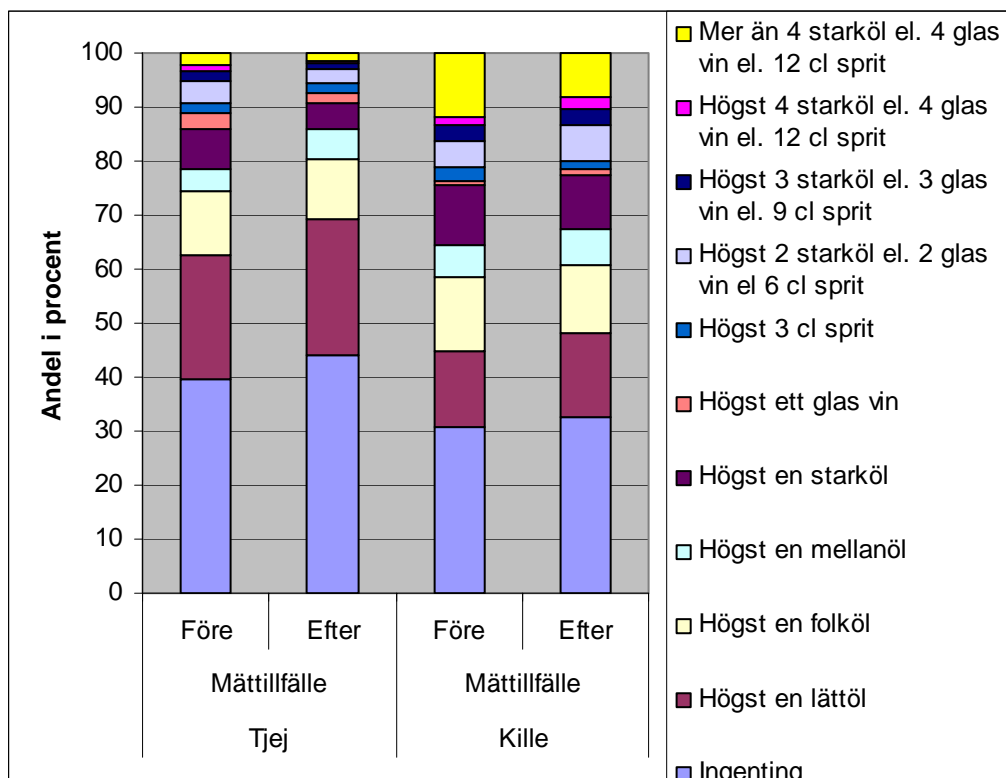 Andel i procent
100
90
80
70
60
50
40
30
20
10
0
Före
Efter
Före
Efter
Mättillfälle
Mättillfälle
Tjej
Kille
Mer än 4 starköl el. 4 glas
vin el. 12 cl sprit
Högst 4 starköl el. 4 glas
vin el. 12 cl sprit
Högst 3 starköl el. 3 glas
vin el. 9 cl sprit
Högst 2 starköl el. 2 glas
vin el 6 cl sprit
Högst 3 cl sprit
Högst ett glas vin
Högst en starköl
Högst en mellanöl
Högst en folköl
Högst en lättöl
Ingenting